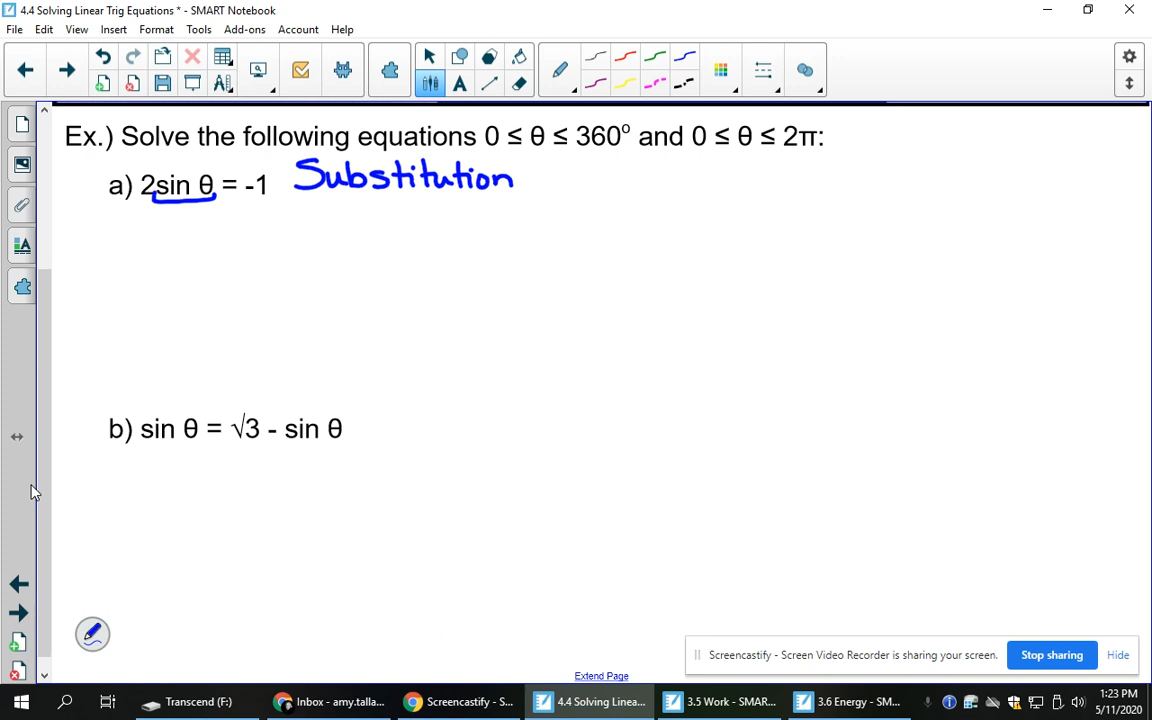 4.4 Solving Linear Trig Equations * - SMART Notebook
File Edit View Insert Format Tools Add-ons Account Help
Ex.) Solve the following equations 0 ≤ θ ≤ 360° and 0 ≤ θ ≤ 2π:
a) 2sin θ = -1 Substitution
b) sin θ = √3 - sin θ
Screencastify - Screen Video Recorder is sharing your screen. Stop sharing Hide
Extend Page
Transcend (F:) Inbox - amy.talla... Screencastify - S... 4.4 Solving Linea... 3.5 Work - SMAR... 3.6 Energy - SM... 1:23 PM
5/11/2020